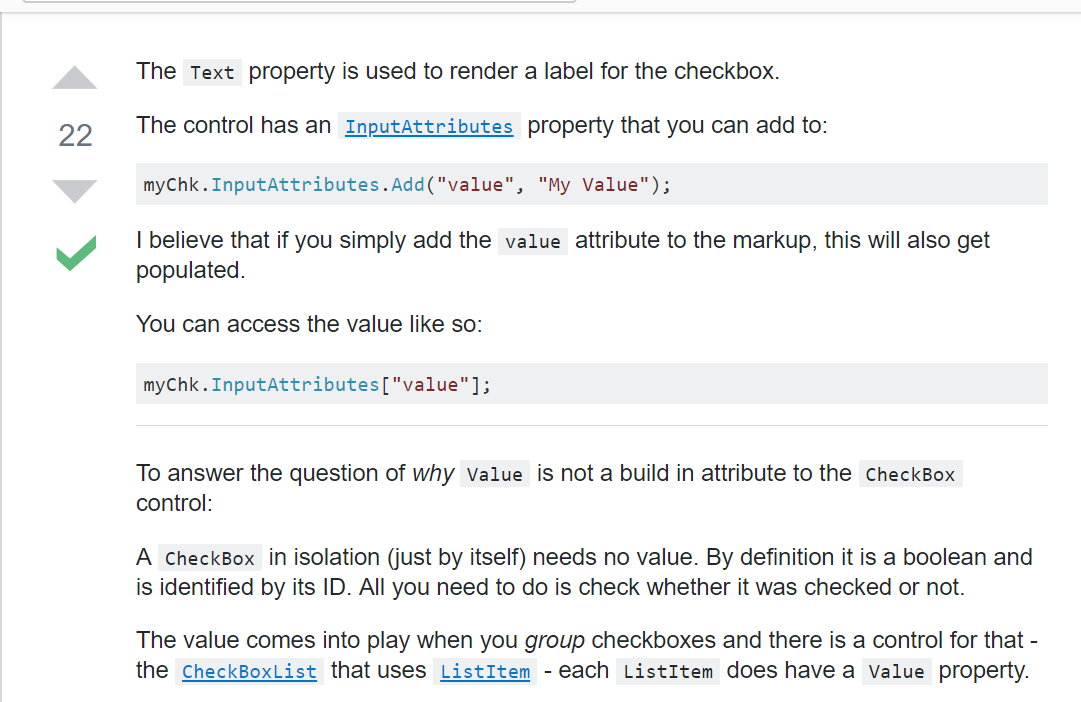 The Text property is used to render a label for the checkbox.
22
The control has an InputAttributes property that you can add to:
myChk.InputAttributes.Add("value", "My Value");
I believe that if you simply add the value attribute to the markup, this will also get
populated.
You can access the value like so:
myChk.InputAttributes["value"];
To answer the question of why Value is not a build in attribute to the CheckBox
control:
A CheckBox in isolation (just by itself) needs no value. By definition it is a boolean and
is identified by its ID. All you need to do is check whether it was checked or not.
The value comes into play when you group checkboxes and there is a control for that -
the CheckBoxList that uses ListItem - each ListItem does have a Value property.